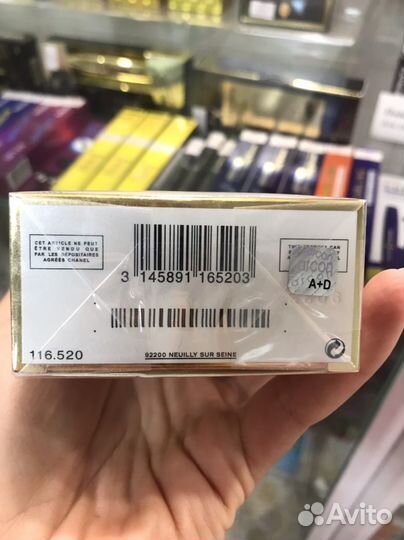 CET ARTICLE NE PEUT
ÊTRE VENDU QUE
PAR LES DÉPOSITAIRES
AGRÉÉS CHANEL
3 145891 165203
A+D
116.520
92200 NEUILLY SUR SEINE
Avito